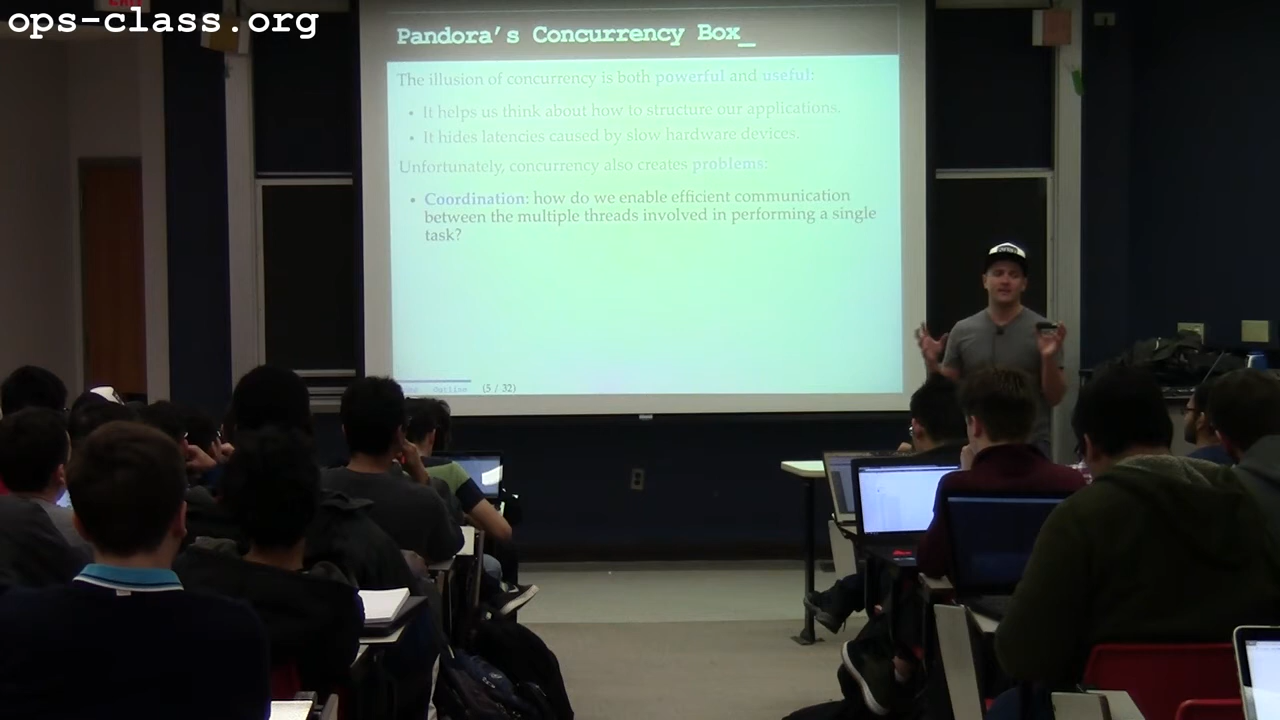 ops-class.org
Pandora's Concurrency Box_
The illusion of concurrency is both powerful and useful:
• It helps us think about how to structure our applications.
• It hides latencies caused by slow hardware devices.
Unfortunately, concurrency also creates problems:
• Coordination: how do we enable efficient communication
between the multiple threads involved in performing a single
task?
Outline (5 / 32)